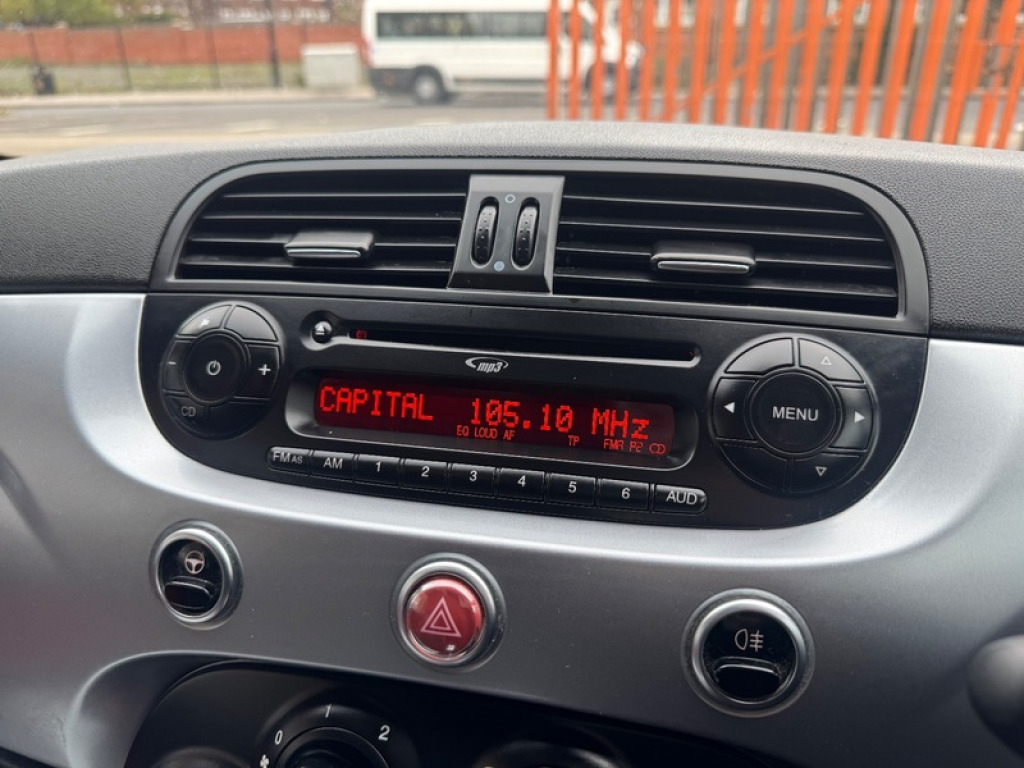 mp3
CAPITAL 105.10 MHz
EQ LOUD AF TP FMA P2 CD
CD
MENU
FM AS AM 1 2 3 4 5 6 AUD
0 1 2